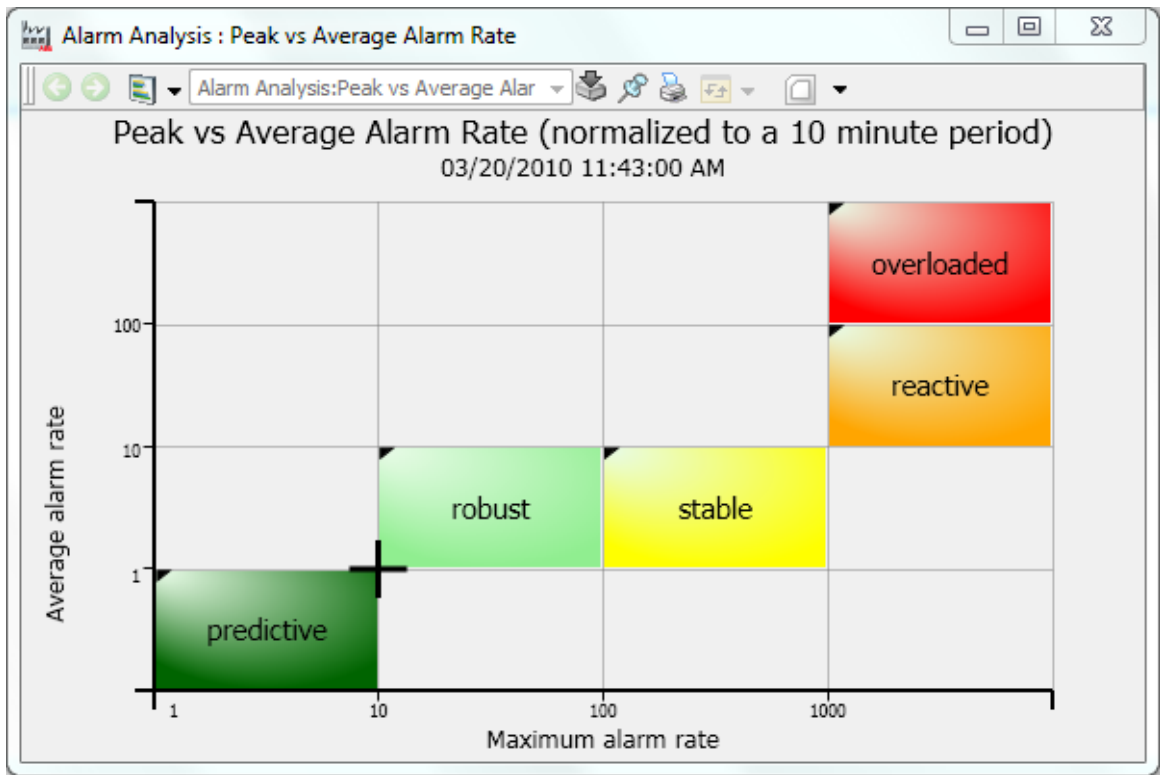 Alarm Analysis : Peak vs Average Alarm Rate
Alarm Analysis:Peak vs Average Alar
Peak vs Average Alarm Rate (normalized to a 10 minute period)
03/20/2010 11:43:00 AM
overloaded
100
reactive
Average alarm rate
10
robust
stable
1
predictive
1
10
100
1000
Maximum alarm rate